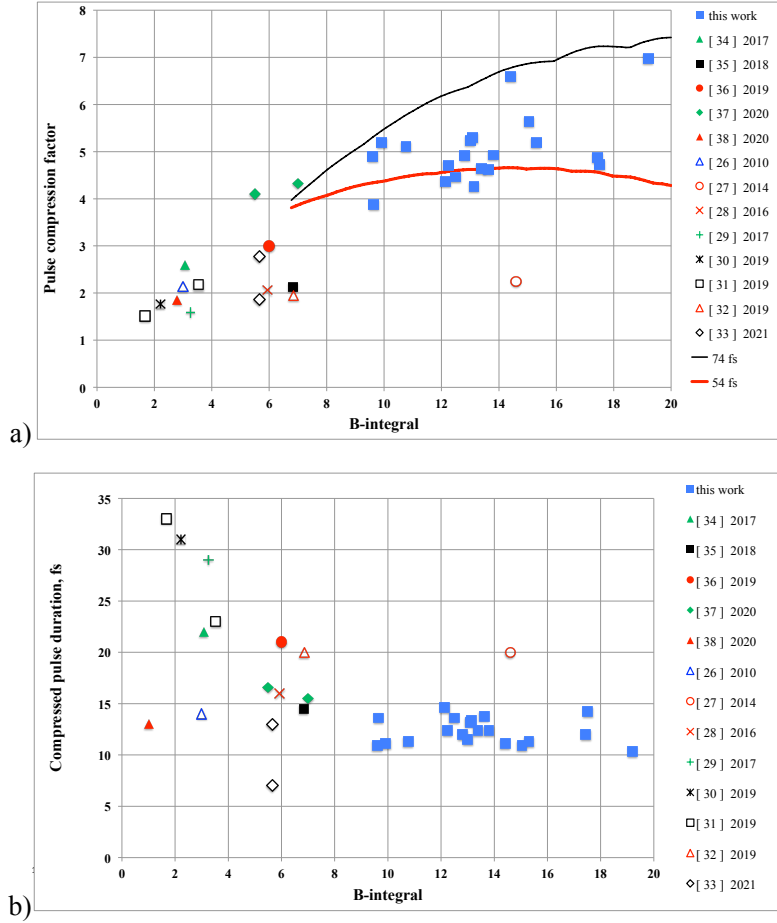 a)
Pulse compression factor
8
7
6
5
4
3
2
1
0
0 2 4 6 8 10 12 14 16 18 20
B-integral
this work
[ 34 ] 2017
[ 35 ] 2018
[ 36 ] 2019
[ 37 ] 2020
[ 38 ] 2020
[ 26 ] 2010
[ 27 ] 2014
[ 28 ] 2016
[ 29 ] 2017
[ 30 ] 2019
[ 31 ] 2019
[ 32 ] 2019
[ 33 ] 2021
74 fs
54 fs
b)
Compressed pulse duration, fs
35
30
25
20
15
10
5
0
0 2 4 6 8 10 12 14 16 18 20
B-integral
this work
[ 34 ] 2017
[ 35 ] 2018
[ 36 ] 2019
[ 37 ] 2020
[ 38 ] 2020
[ 26 ] 2010
[ 27 ] 2014
[ 28 ] 2016
[ 29 ] 2017
[ 30 ] 2019
[ 31 ] 2019
[ 32 ] 2019
[ 33 ] 2021